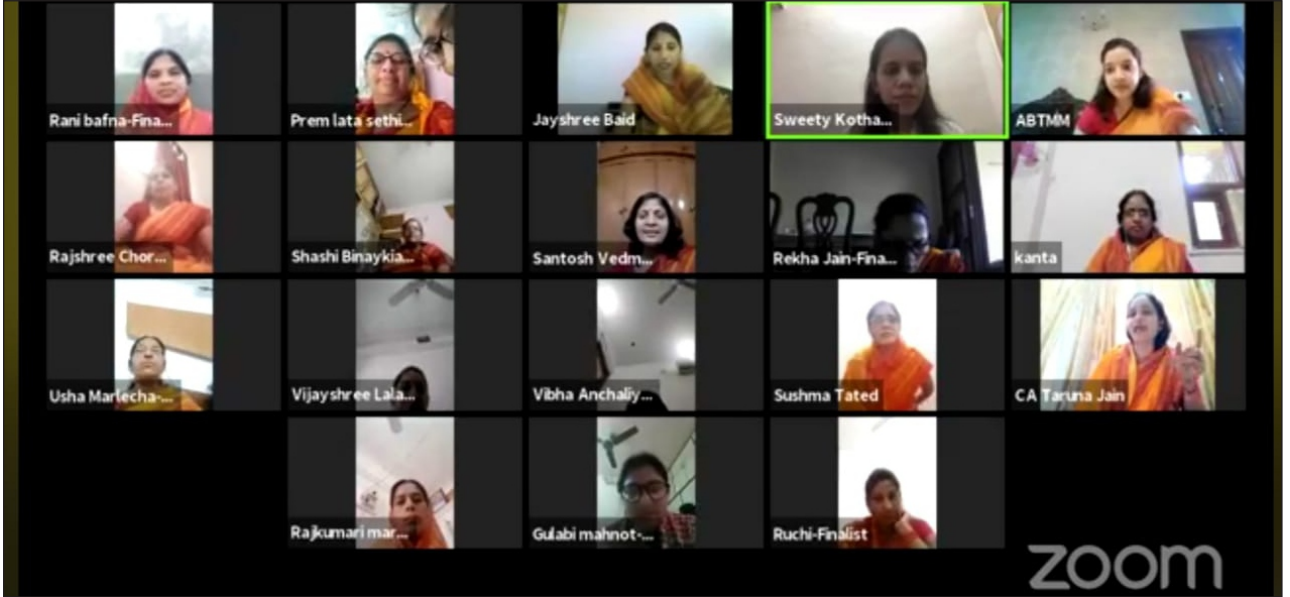 Rani bafna-Fina...
Prem lata sethi...
Jayshree Baid
Sweety Kotha...
ABTMM
Rajshree Chor...
Shashi Binaykia...
Santosh Vedm...
Rekha Jain-Fina...
kanta
Usha Marlecha-...
Vijayshree Lala...
Vibha Anchaliy...
Sushma Tated
CA Taruna Jain
Rajkumari mar...
Gulabi mahnot-...
Ruchi-Finalist
zoom